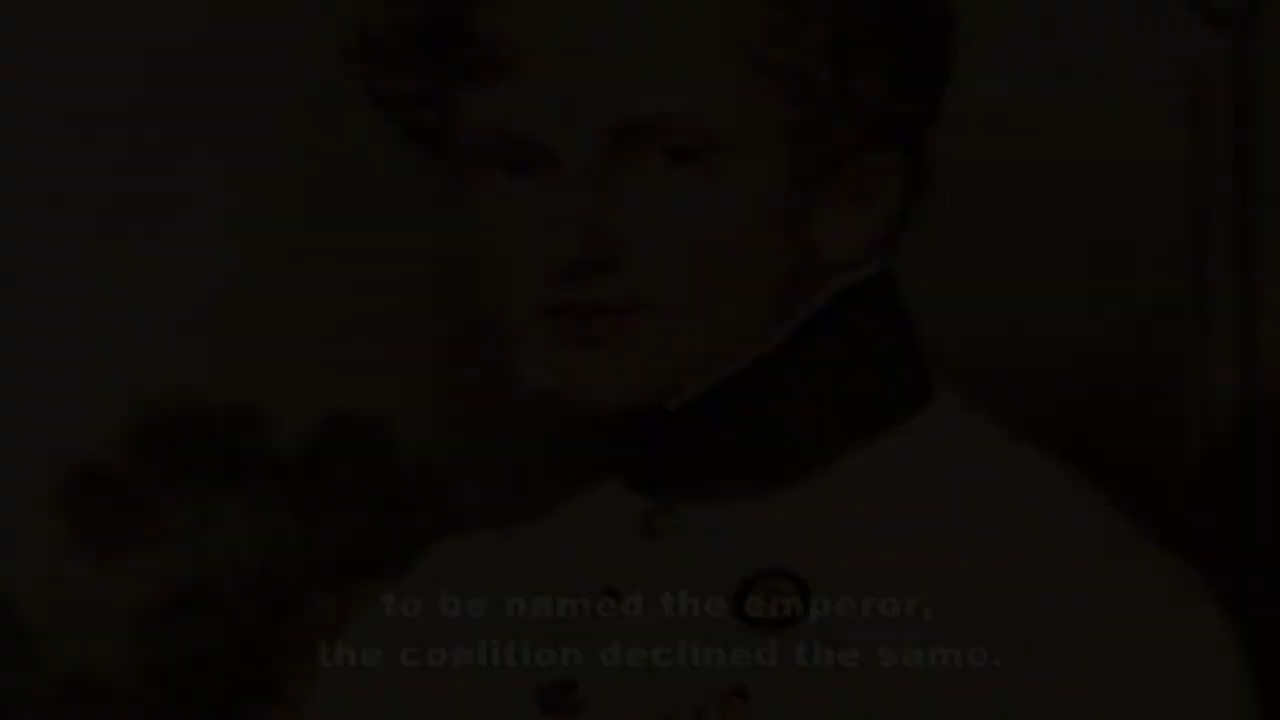 to be named the emperor,
the coalition declined the same.